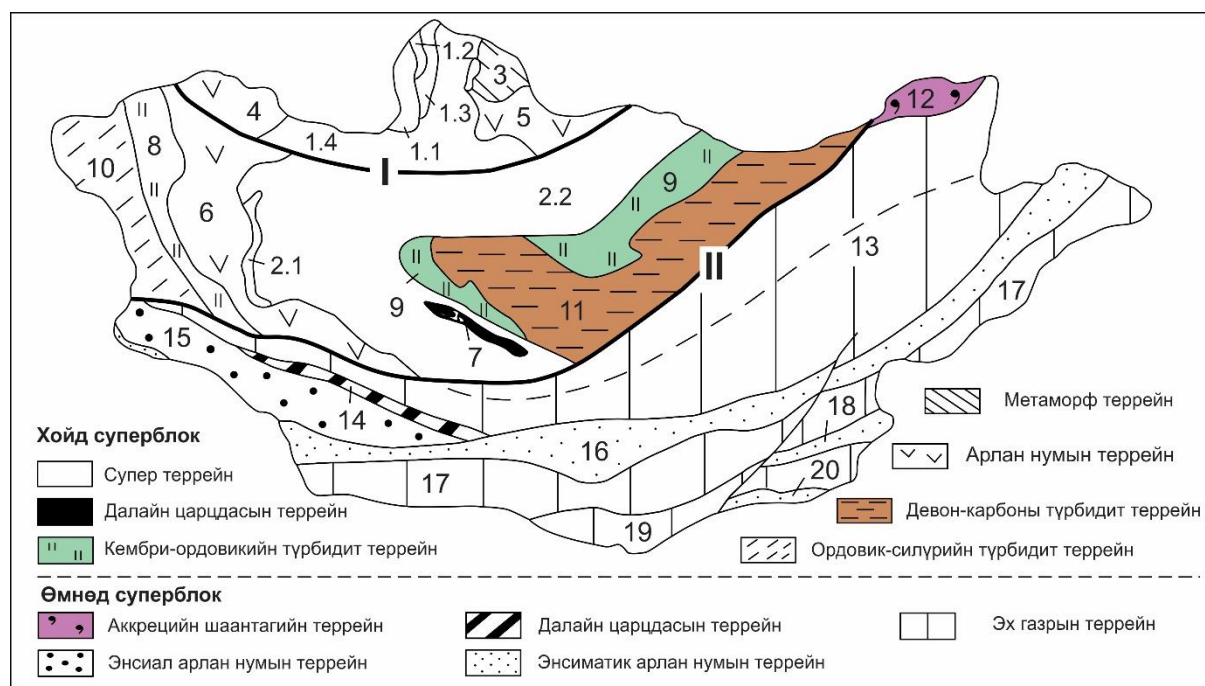 1.2
3
12
4
1.3
5
1.4
1.1
8
10
I
9
6
2.2
13
2.1
II
9
11
17
15
7
14
18
16
20
17
19
Метаморф террейн
Хойд суперблок
Арлан нумын террейн
Супер террейн
Далайн царцдасын террейн
Девон-карбоны түрбидит террейн
Кембри-ордовикийн түрбидит террейн
Ордовик-силүрийн түрбидит террейн
Өмнөд суперблок
Аккрецийн шаантагийн террейн
Далайн царцдасын террейн
Эх газрын террейн
Энсиал арлан нумын террейн
Энсиматик арлан нумын террейн